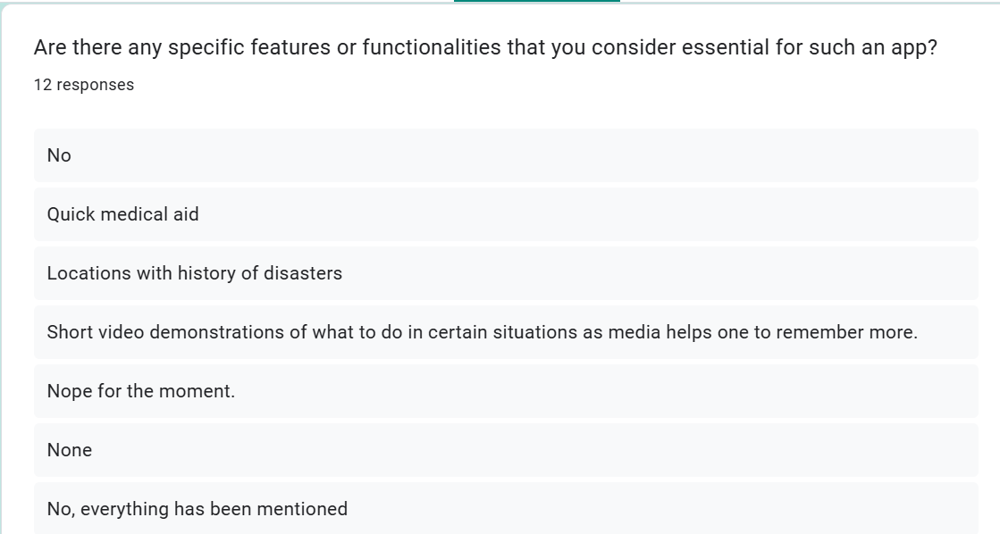 Are there any specific features or functionalities that you consider essential for such an app?
12 responses
No
Quick medical aid
Locations with history of disasters
Short video demonstrations of what to do in certain situations as media helps one to remember more.
Nope for the moment.
None
No, everything has been mentioned